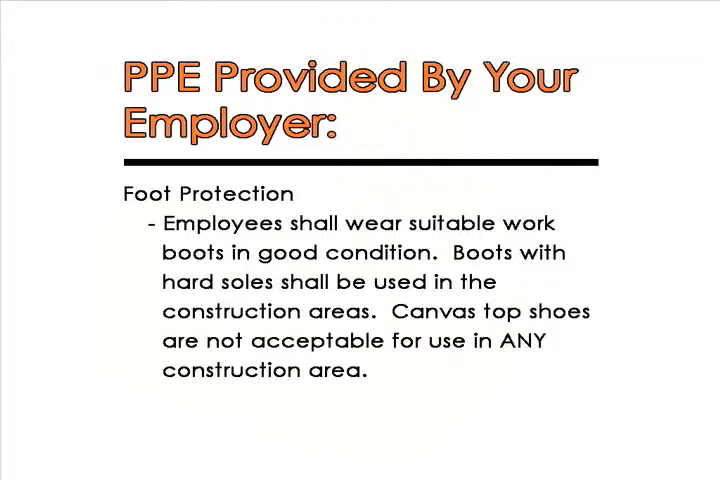 PPE Provided By Your
Employer:
Foot Protection
- Employees shall wear suitable work
boots in good condition.  Boots with
hard soles shall be used in the
construction areas.  Canvas top shoes
are not acceptable for use in ANY
construction area.